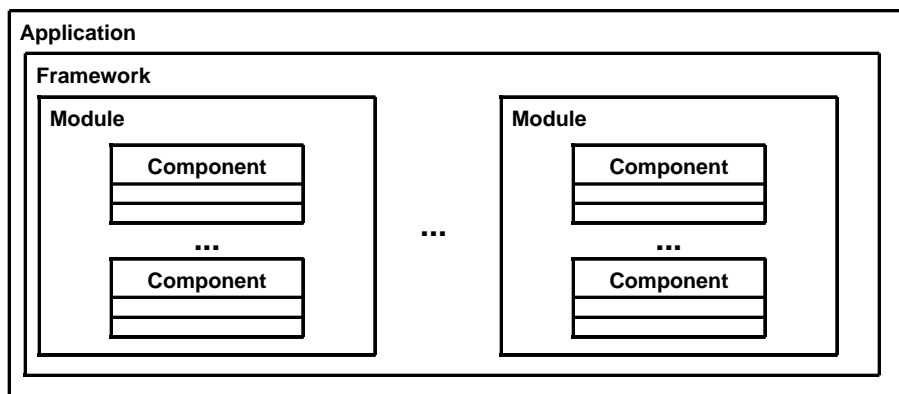 Application
Framework
Module
Component
...
Component
...
Module
Component
...
Component